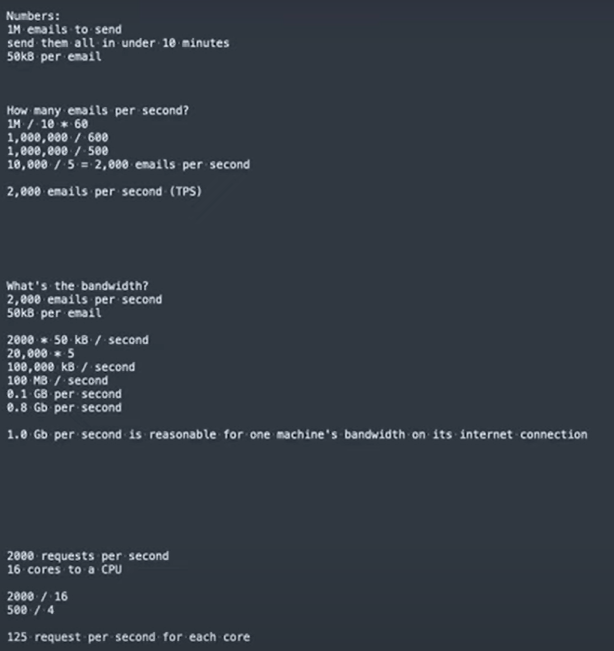 Numbers:
1M emails to send
send them all in under 10 minutes
50kB per email
How many emails per second?
1M / 10 * 60
1,000,000 / 600
1,000,000 / 500
10,000 / 5 = 2,000 emails per second
2,000 emails per second (TPS)
What's the bandwidth?
2,000 emails per second
50kB per email
2000 * 50 kB / second
20,000 * 5
100,000 kB / second
100 MB / second
0.1 GB per second
0.8 Gb per second
1.0 Gb per second is reasonable for one machine's bandwidth on its internet connection
2000 requests per second
16 cores to a CPU
2000 / 16
500 / 4
125 request per second for each core